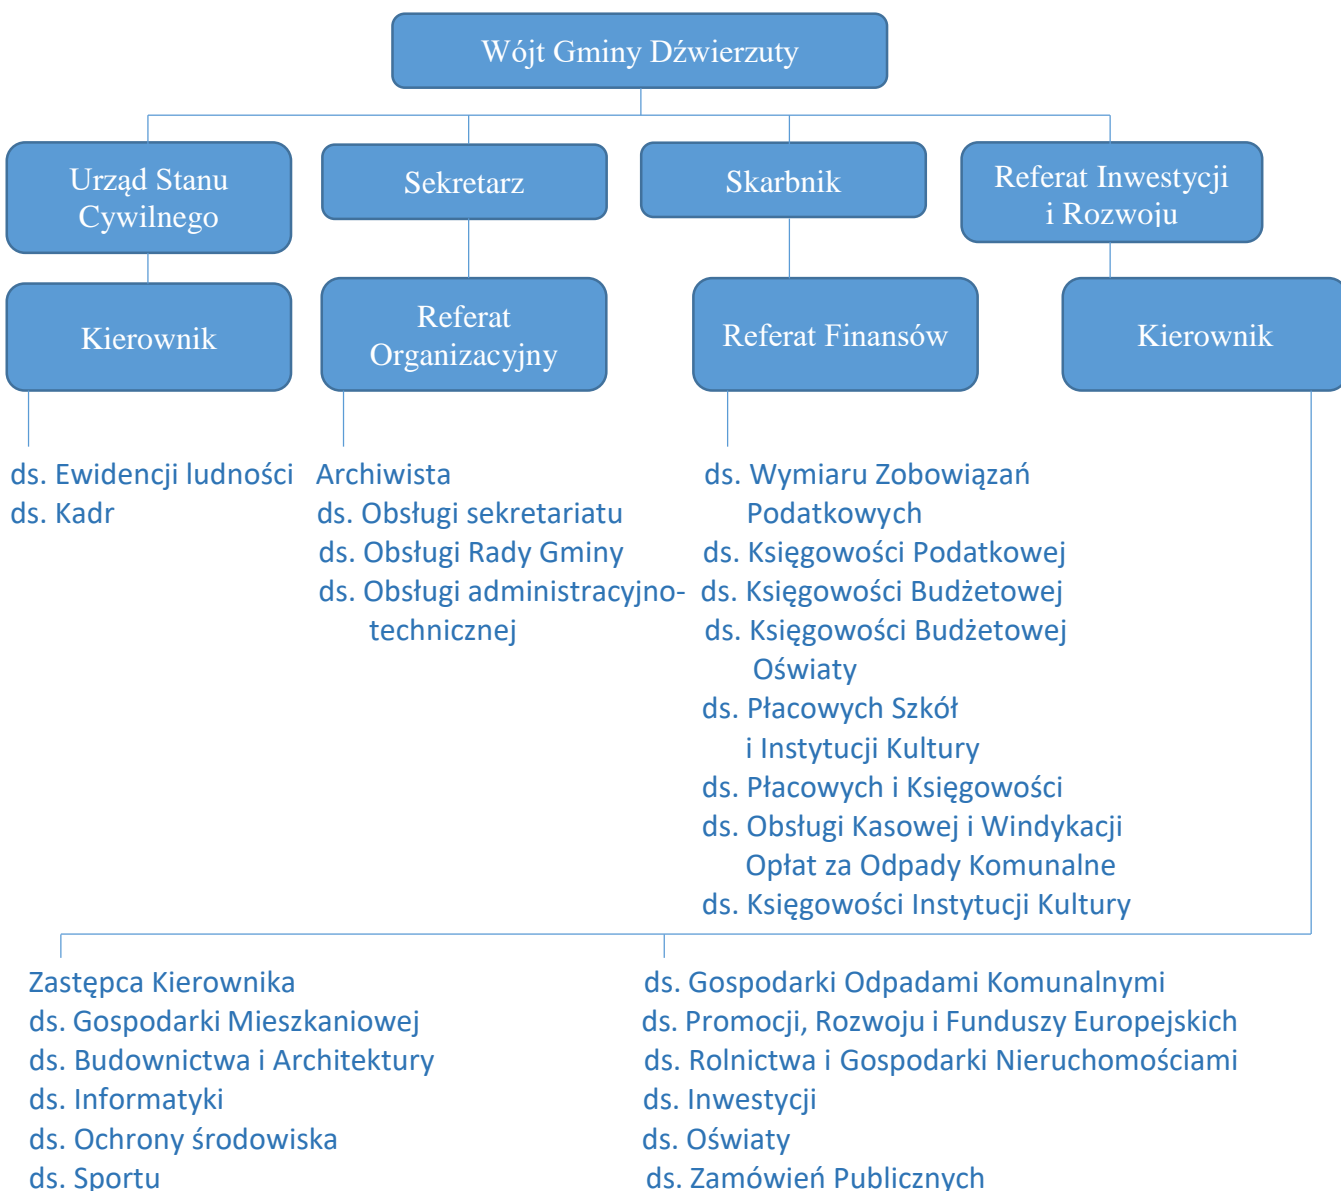 Wójt Gminy Dźwierzuty
Urząd Stanu
Cywilnego
Sekretarz
Skarbnik
Referat Inwestycji
i Rozwoju
Kierownik
Referat
Organizacyjny
Referat Finansów
Kierownik
ds. Ewidencji ludności
ds. Kadr
Archiwista
ds. Obsługi sekretariatu
ds. Obsługi Rady Gminy
ds. Obsługi administracyjno-
technicznej
ds. Wymiaru Zobowiązań
Podatkowych
ds. Księgowości Podatkowej
ds. Księgowości Budżetowej
ds. Księgowości Budżetowej
Oświaty
ds. Płacowych Szkół
i Instytucji Kultury
ds. Płacowych i Księgowości
ds. Obsługi Kasowej i Windykacji
Opłat za Odpady Komunalne
ds. Księgowości Instytucji Kultury
Zastępca Kierownika
ds. Gospodarki Mieszkaniowej
ds. Budownictwa i Architektury
ds. Informatyki
ds. Ochrony środowiska
ds. Sportu
ds. Gospodarki Odpadami Komunalnymi
ds. Promocji, Rozwoju i Funduszy Europejskich
ds. Rolnictwa i Gospodarki Nieruchomościami
ds. Inwestycji
ds. Oświaty
ds. Zamówień Publicznych